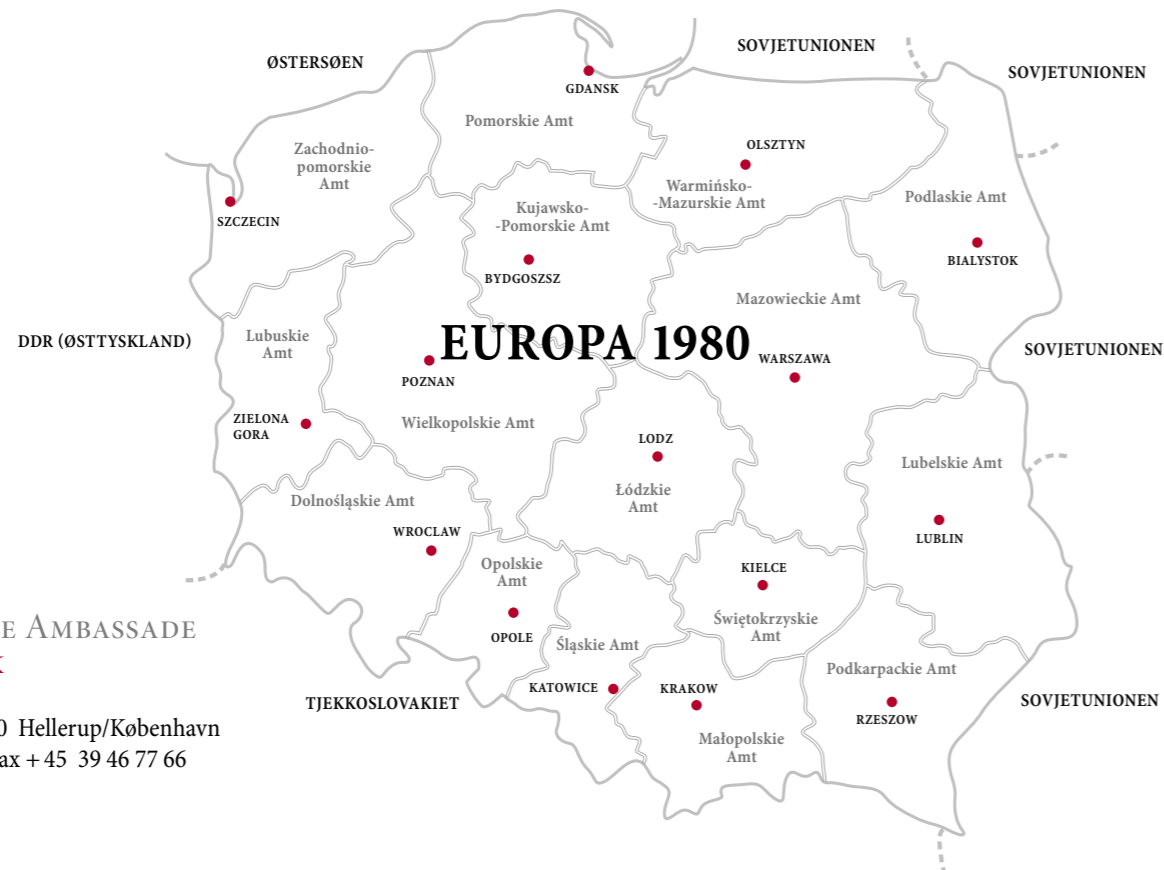 SOVJETUNIONEN
ØSTERSØEN
SOVJETUNIONEN
GDANSK
Pomorskie Amt
OLSZTYN
Zachodnio-
pomorskie
Amt
Warmińsko-
-Mazurskie Amt
Podlaskie Amt
Kujawsko-
-Pomorskie Amt
SZCZECIN
BIALYSTOK
BYDGOSZSZ
Mazowieckie Amt
DDR (ØSTTYSKLAND)
Lubuskie
Amt
EUROPA 1980
SOVJETUNIONEN
WARSZAWA
POZNAN
ZIELONA
GORA
Wielkopolskie Amt
LODZ
Lubelskie Amt
Łódzkie
Amt
Dolnośląskie Amt
WROCLAW
LUBLIN
Opolskie
Amt
KIELCE
OPOLE
Świętokrzyskie
Amt
E AMBASSADE
Śląskie Amt
Podkarpackie Amt
KATOWICE
KRAKOW
TJEKKOSLOVAKIET
SOVJETUNIONEN
RZESZOW
Małopolskie
Amt
0 Hellerup/København
ax +45 39 46 77 66